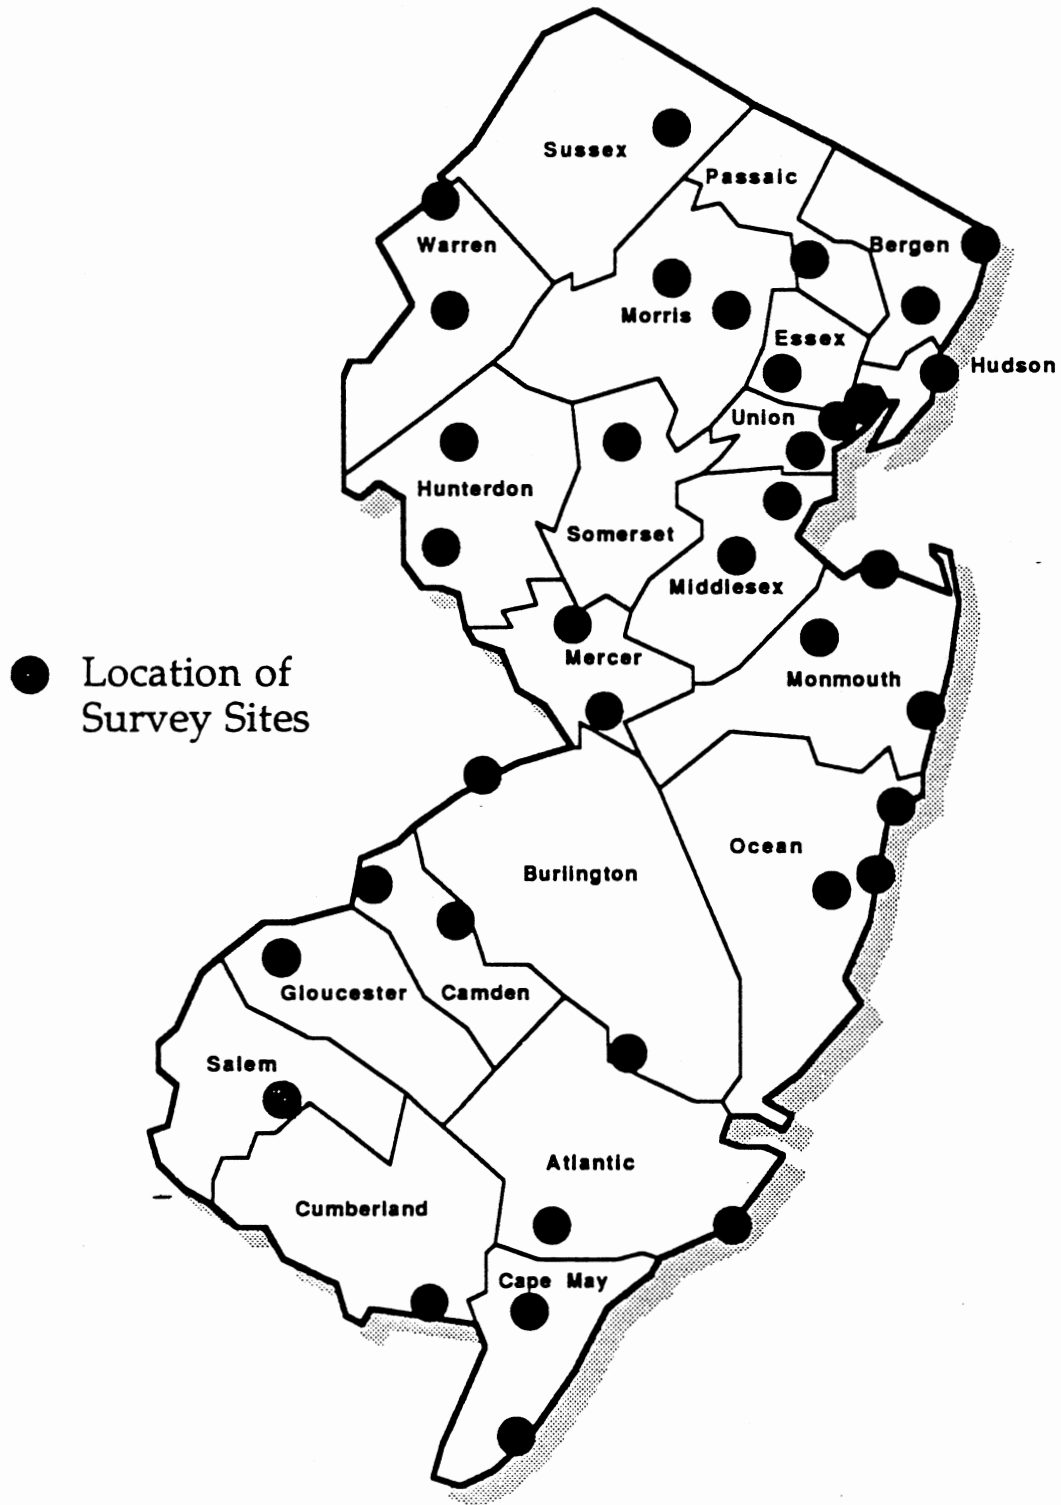 Sussex
Passaic
Warren
Bergen
Morris
Essex
Hudson
Union
Hunterdon
Somerset
Middlesex
Mercer
Location of
Survey Sites
Monmouth
Ocean
Burlington
Gloucester
Camden
Salem
Atlantic
Cumberland
Cape May